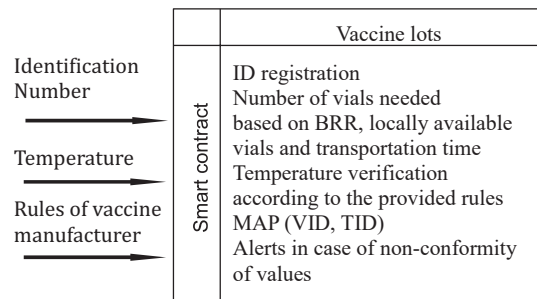 Identification
Number
Temperature
Rules of vaccine
manufacturer
Smart contract
Vaccine lots
ID registration
Number of vials needed
based on BRR, locally available
vials and transportation time
Temperature verification
according to the provided rules
MAP (VID, TID)
Alerts in case of non-conformity
of values